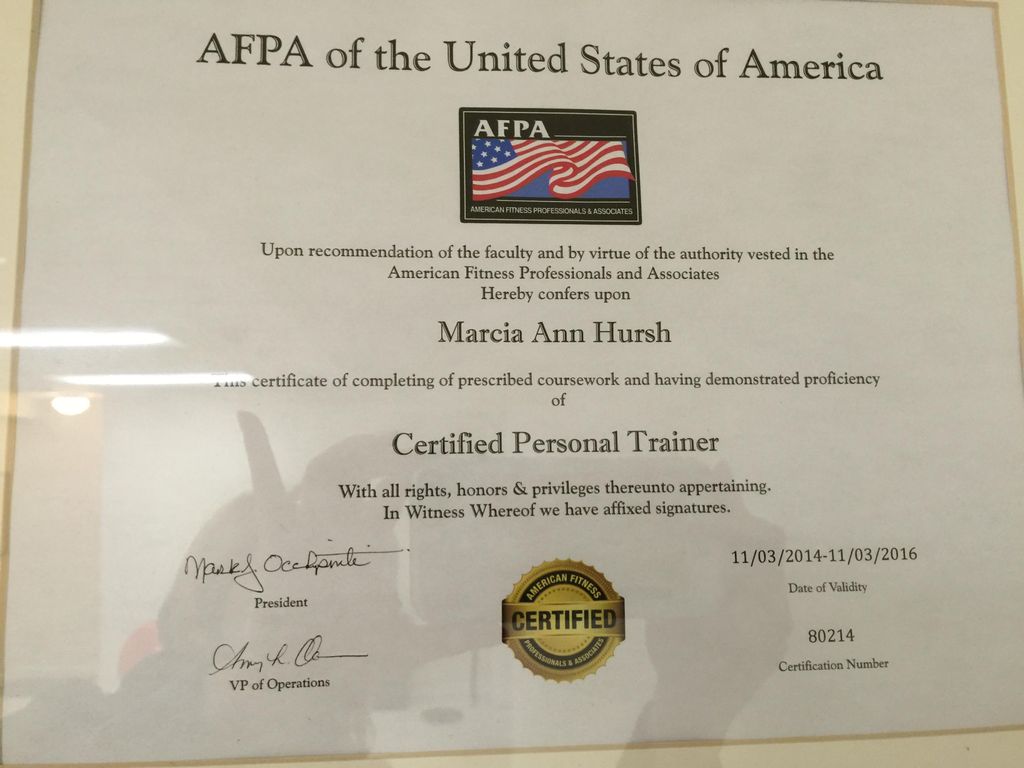 AFPA of the United States of America
AFPA
AMERICAN FITNESS PROFESSIONALS & ASSOCIATES
Upon recommendation of the faculty and by virtue of the authority vested in the
American Fitness Professionals and Associates
Hereby confers upon
Marcia Ann Hursh
This certificate of completing of prescribed coursework and having demonstrated proficiency
of
Certified Personal Trainer
With all rights, honors & privileges thereunto appertaining.
In Witness Whereof we have affixed signatures.
Mark J. Occhipinti
President
VP of Operations
AMERICAN FITNESS
CERTIFIED
PROFESSIONALS & ASSOCIATES
11/03/2014-11/03/2016
Date of Validity
80214
Certification Number